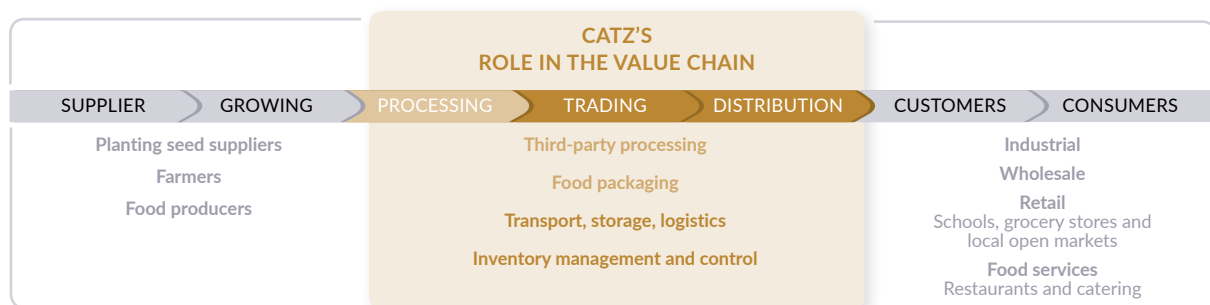 CATZ’S
ROLE IN THE VALUE CHAIN
SUPPLIER
GROWING
PROCESSING
TRADING
DISTRIBUTION
CUSTOMERS
CONSUMERS
Planting seed suppliers
Farmers
Food producers
Third-party processing
Food packaging
Transport, storage, logistics
Inventory management and control
Industrial
Wholesale
Retail
Schools, grocery stores and
local open markets
Food services
Restaurants and catering